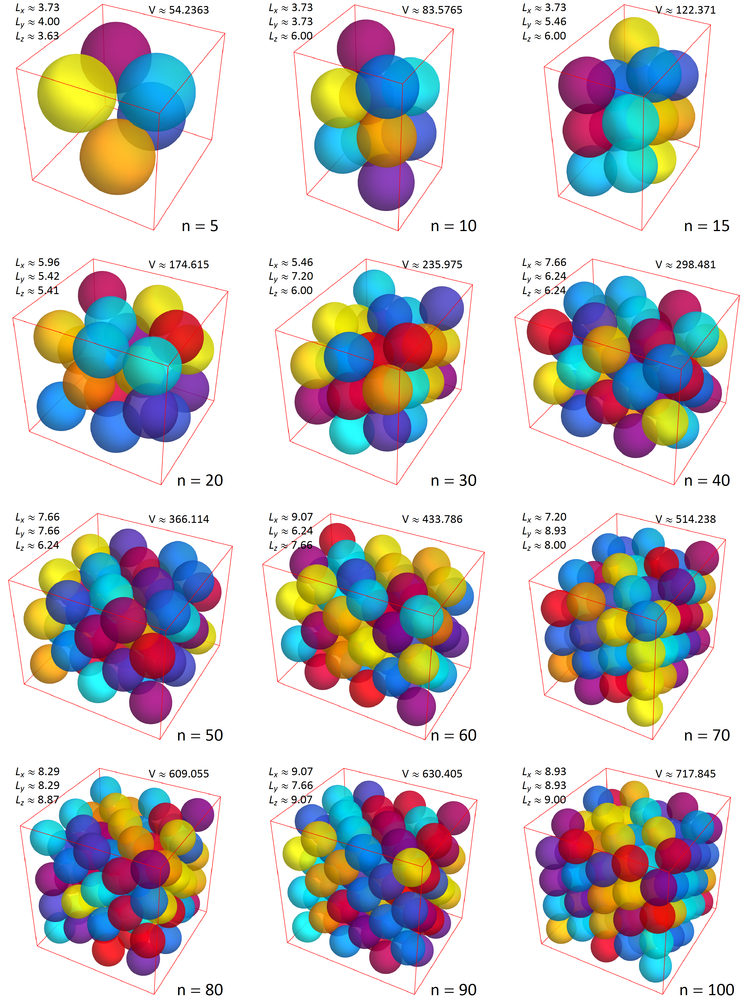 Lx ≈ 3.73
Ly ≈ 4.00
Lz ≈ 3.63
V ≈ 54.2363
n = 5
Lx ≈ 3.73
Ly ≈ 3.73
Lz ≈ 6.00
V ≈ 83.5765
n = 10
Lx ≈ 3.73
Ly ≈ 5.46
Lz ≈ 6.00
V ≈ 122.371
n = 15
Lx ≈ 5.96
Ly ≈ 5.42
Lz ≈ 5.41
V ≈ 174.615
n = 20
Lx ≈ 5.46
Ly ≈ 7.20
Lz ≈ 6.00
V ≈ 235.975
n = 30
Lx ≈ 7.66
Ly ≈ 6.24
Lz ≈ 6.24
V ≈ 298.481
n = 40
Lx ≈ 7.66
Ly ≈ 7.66
Lz ≈ 6.24
V ≈ 366.114
n = 50
Lx ≈ 9.07
Ly ≈ 6.24
Lz ≈ 7.66
V ≈ 433.786
n = 60
Lx ≈ 7.20
Ly ≈ 8.93
Lz ≈ 8.00
V ≈ 514.238
n = 70
Lx ≈ 8.29
Ly ≈ 8.29
Lz ≈ 8.87
V ≈ 609.055
n = 80
Lx ≈ 9.07
Ly ≈ 7.66
Lz ≈ 9.07
V ≈ 630.405
n = 90
Lx ≈ 8.93
Ly ≈ 8.93
Lz ≈ 9.00
V ≈ 717.845
n = 100